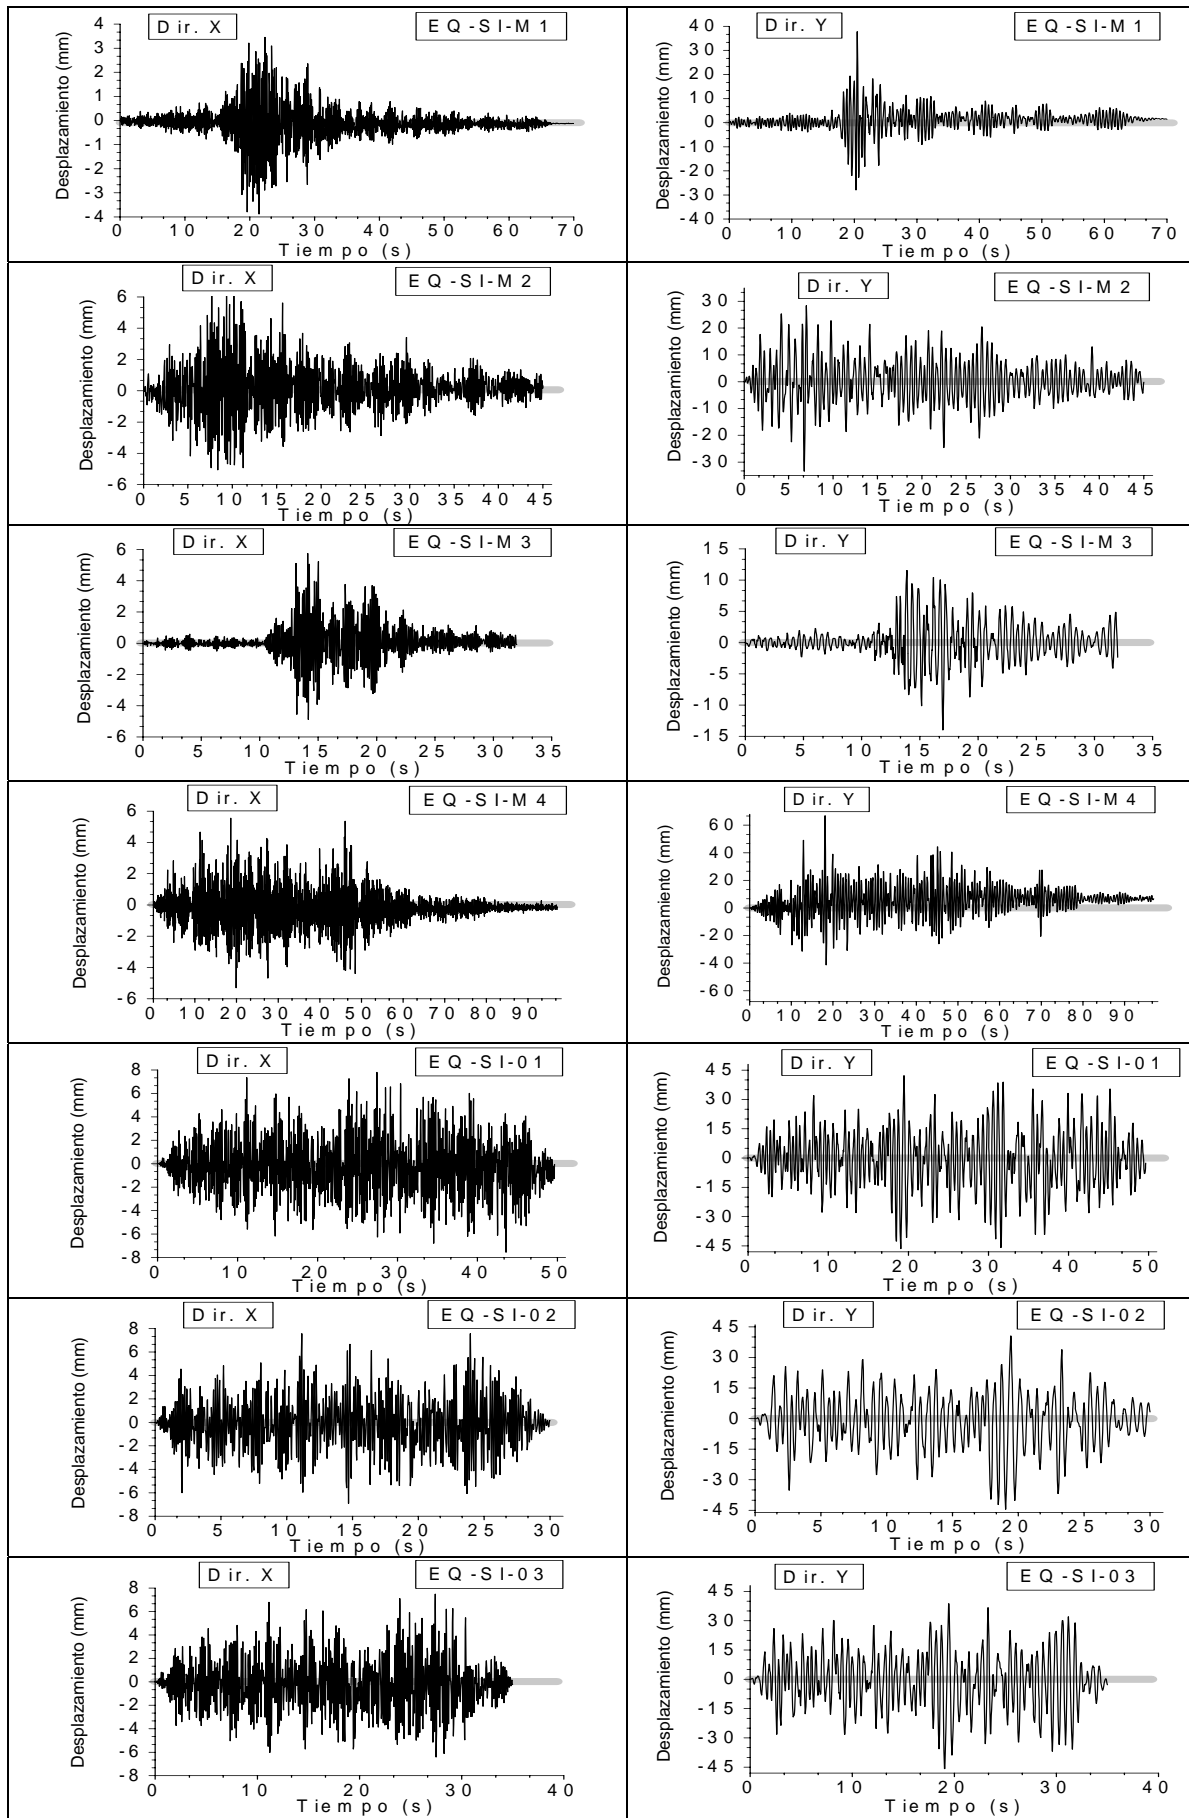 Dir. X
EQ-SI-M1
Desplazamiento (mm)
4
3
2
1
0
-1
-2
-3
-4
0 10 20 30 40 50 60 70
Tiempo (s)
Dir. Y
EQ-SI-M1
Desplazamiento (mm)
40
30
20
10
0
-10
-20
-30
-40
0 10 20 30 40 50 60 70
Tiempo (s)
Dir. X
EQ-SI-M2
Desplazamiento (mm)
6
4
2
0
-2
-4
-6
0 5 10 15 20 25 30 35 40 45
Tiempo (s)
Dir. Y
EQ-SI-M2
Desplazamiento (mm)
30
20
10
0
-10
-20
-30
0 5 10 15 20 25 30 35 40 45
Tiempo (s)
Dir. X
EQ-SI-M3
Desplazamiento (mm)
6
4
2
0
-2
-4
-6
0 5 10 15 20 25 30 35
Tiempo (s)
Dir. Y
EQ-SI-M3
Desplazamiento (mm)
15
10
5
0
-5
-10
-15
0 5 10 15 20 25 30 35
Tiempo (s)
Dir. X
EQ-SI-M4
Desplazamiento (mm)
6
4
2
0
-2
-4
-6
0 10 20 30 40 50 60 70 80 90
Tiempo (s)
Dir. Y
EQ-SI-M4
Desplazamiento (mm)
60
40
20
0
-20
-40
-60
0 10 20 30 40 50 60 70 80 90
Tiempo (s)
Dir. X
EQ-SI-01
Desplazamiento (mm)
8
6
4
2
0
-2
-4
-6
-8
0 10 20 30 40 50
Tiempo (s)
Dir. Y
EQ-SI-01
Desplazamiento (mm)
45
30
15
0
-15
-30
-45
0 10 20 30 40 50
Tiempo (s)
Dir. X
EQ-SI-02
Desplazamiento (mm)
8
6
4
2
0
-2
-4
-6
-8
0 5 10 15 20 25 30
Tiempo (s)
Dir. Y
EQ-SI-02
Desplazamiento (mm)
45
30
15
0
-15
-30
-45
0 5 10 15 20 25 30
Tiempo (s)
Dir. X
EQ-SI-03
Desplazamiento (mm)
8
6
4
2
0
-2
-4
-6
-8
0 10 20 30 40
Tiempo (s)
Dir. Y
EQ-SI-03
Desplazamiento (mm)
45
30
15
0
-15
-30
-45
0 10 20 30 40
Tiempo (s)